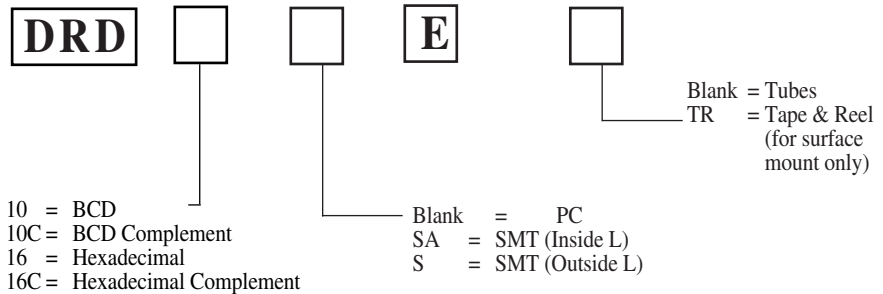 DRD E
Blank = Tubes
TR = Tape & Reel
(for surface
mount only)
10 = BCD
10C = BCD Complement
16 = Hexadecimal
16C = Hexadecimal Complement
Blank = PC
SA = SMT (Inside L)
S = SMT (Outside L)